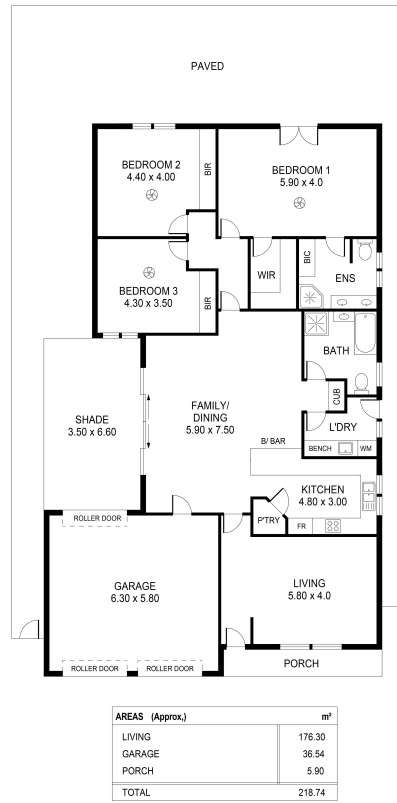 PAVED
BEDROOM 2
4.40 x 4.00
BIR
BEDROOM 1
5.90 x 4.0
BEDROOM 3
4.30 x 3.50
BIR
WIR
BIC
ENS
BATH
CUB
L'DRY
BENCH
WM
SHADE
3.50 x 6.60
FAMILY/
DINING
5.90 x 7.50
B/ BAR
KITCHEN
4.80 x 3.00
P'TRY
FR
ROLLER DOOR
GARAGE
6.30 x 5.80
LIVING
5.80 x 4.0
ROLLER DOOR
ROLLER DOOR
PORCH
AREAS (Approx,) m²
LIVING 176.30
GARAGE 36.54
PORCH 5.90
TOTAL 218.74